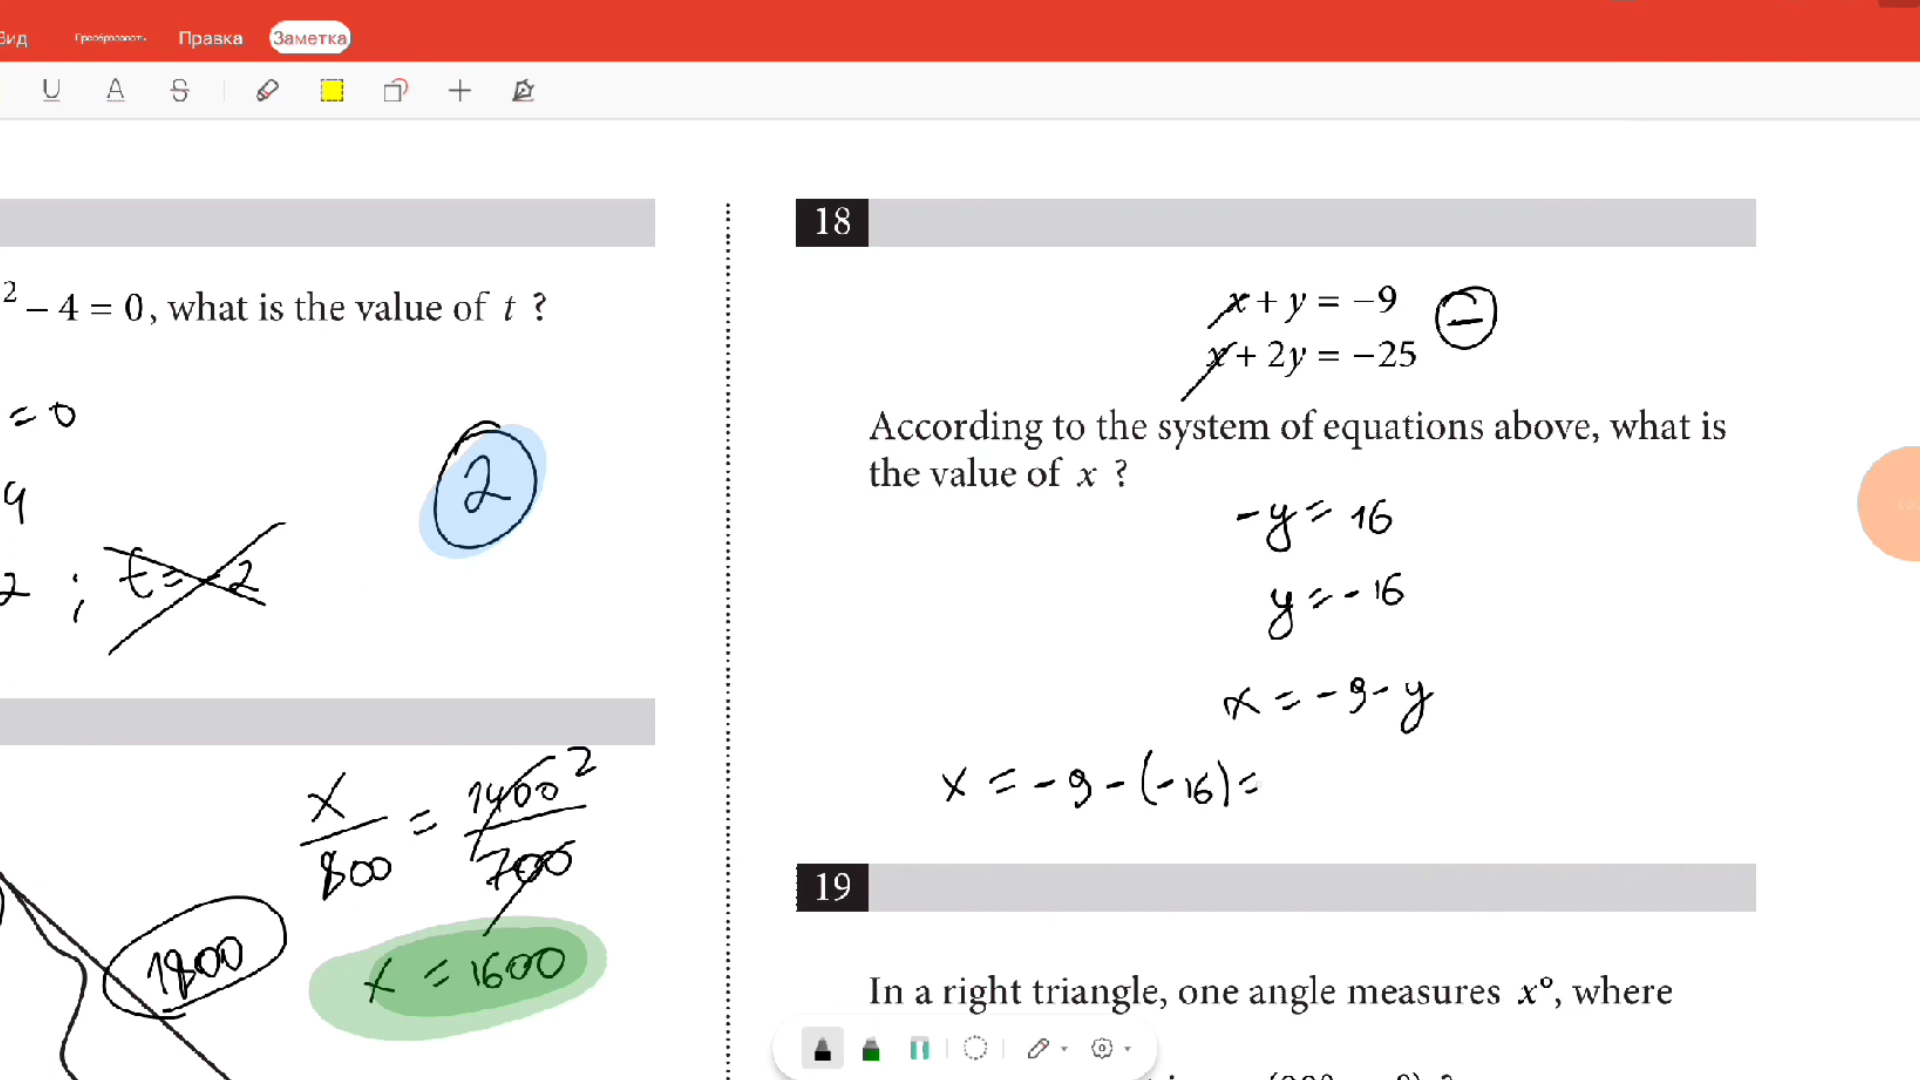 Вид Преобразовать Правка Заметка
U A S
2 − 4 = 0, what is the value of t ?
= 0
2
; t = -2
x/800 = 1400/700 2
1800
x = 1600
18
x + y = −9
x + 2y = −25
According to the system of equations above, what is
the value of x ?
-y = 16
y = -16
x = -9 - y
x = -9 - (-16) =
19
In a right triangle, one angle measures x°, where